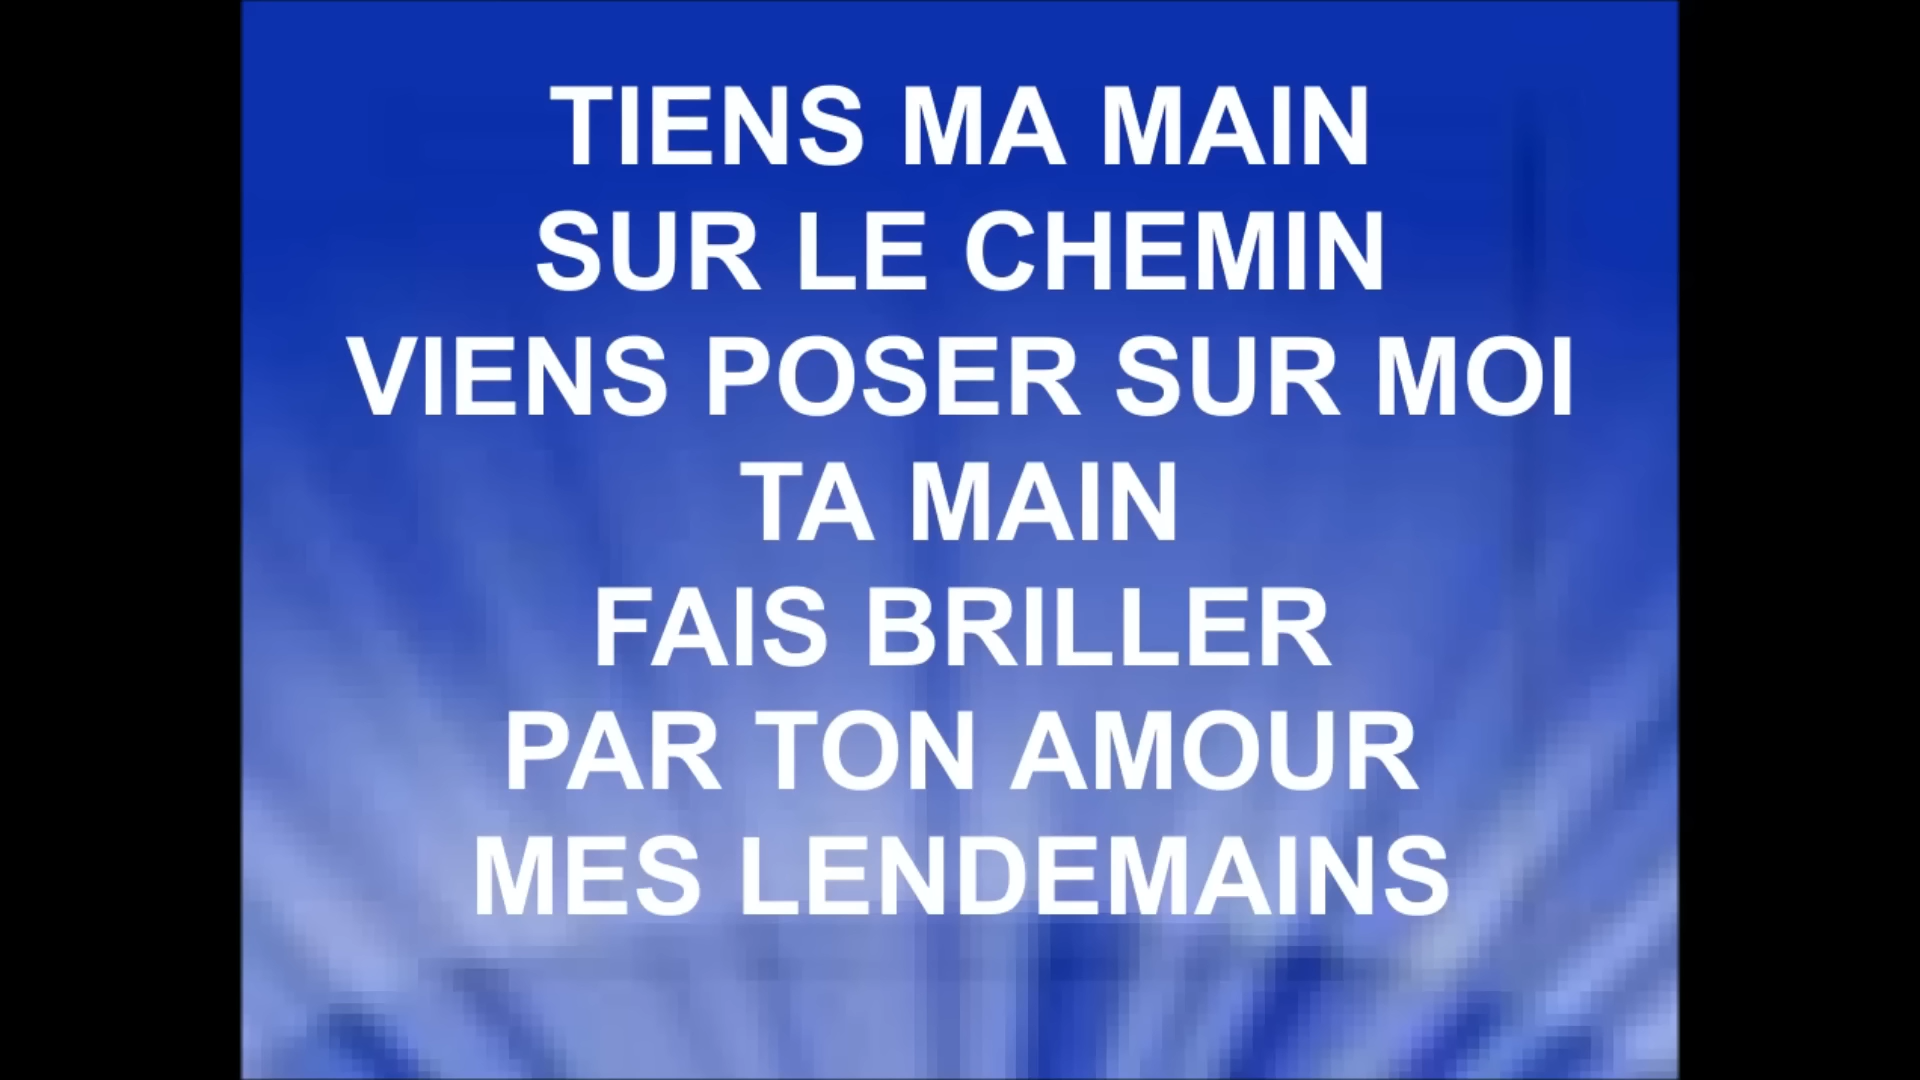 TIENS MA MAIN
SUR LE CHEMIN
VIENS POSER SUR MOI
TA MAIN
FAIS BRILLER
PAR TON AMOUR
MES LENDEMAINS